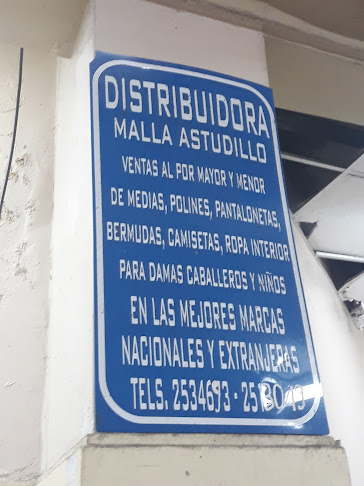 DISTRIBUIDORA
MALLA ASTUDILLO
VENTAS AL POR MAYOR Y MENOR
DE MEDIAS, POLINES, PANTALONETAS,
BERMUDAS, CAMISETAS, ROPA INTERIOR
PARA DAMAS CABALLEROS Y NIÑOS
EN LAS MEJORES MARCAS
NACIONALES Y EXTRANJERAS
TELS. 2534693 -